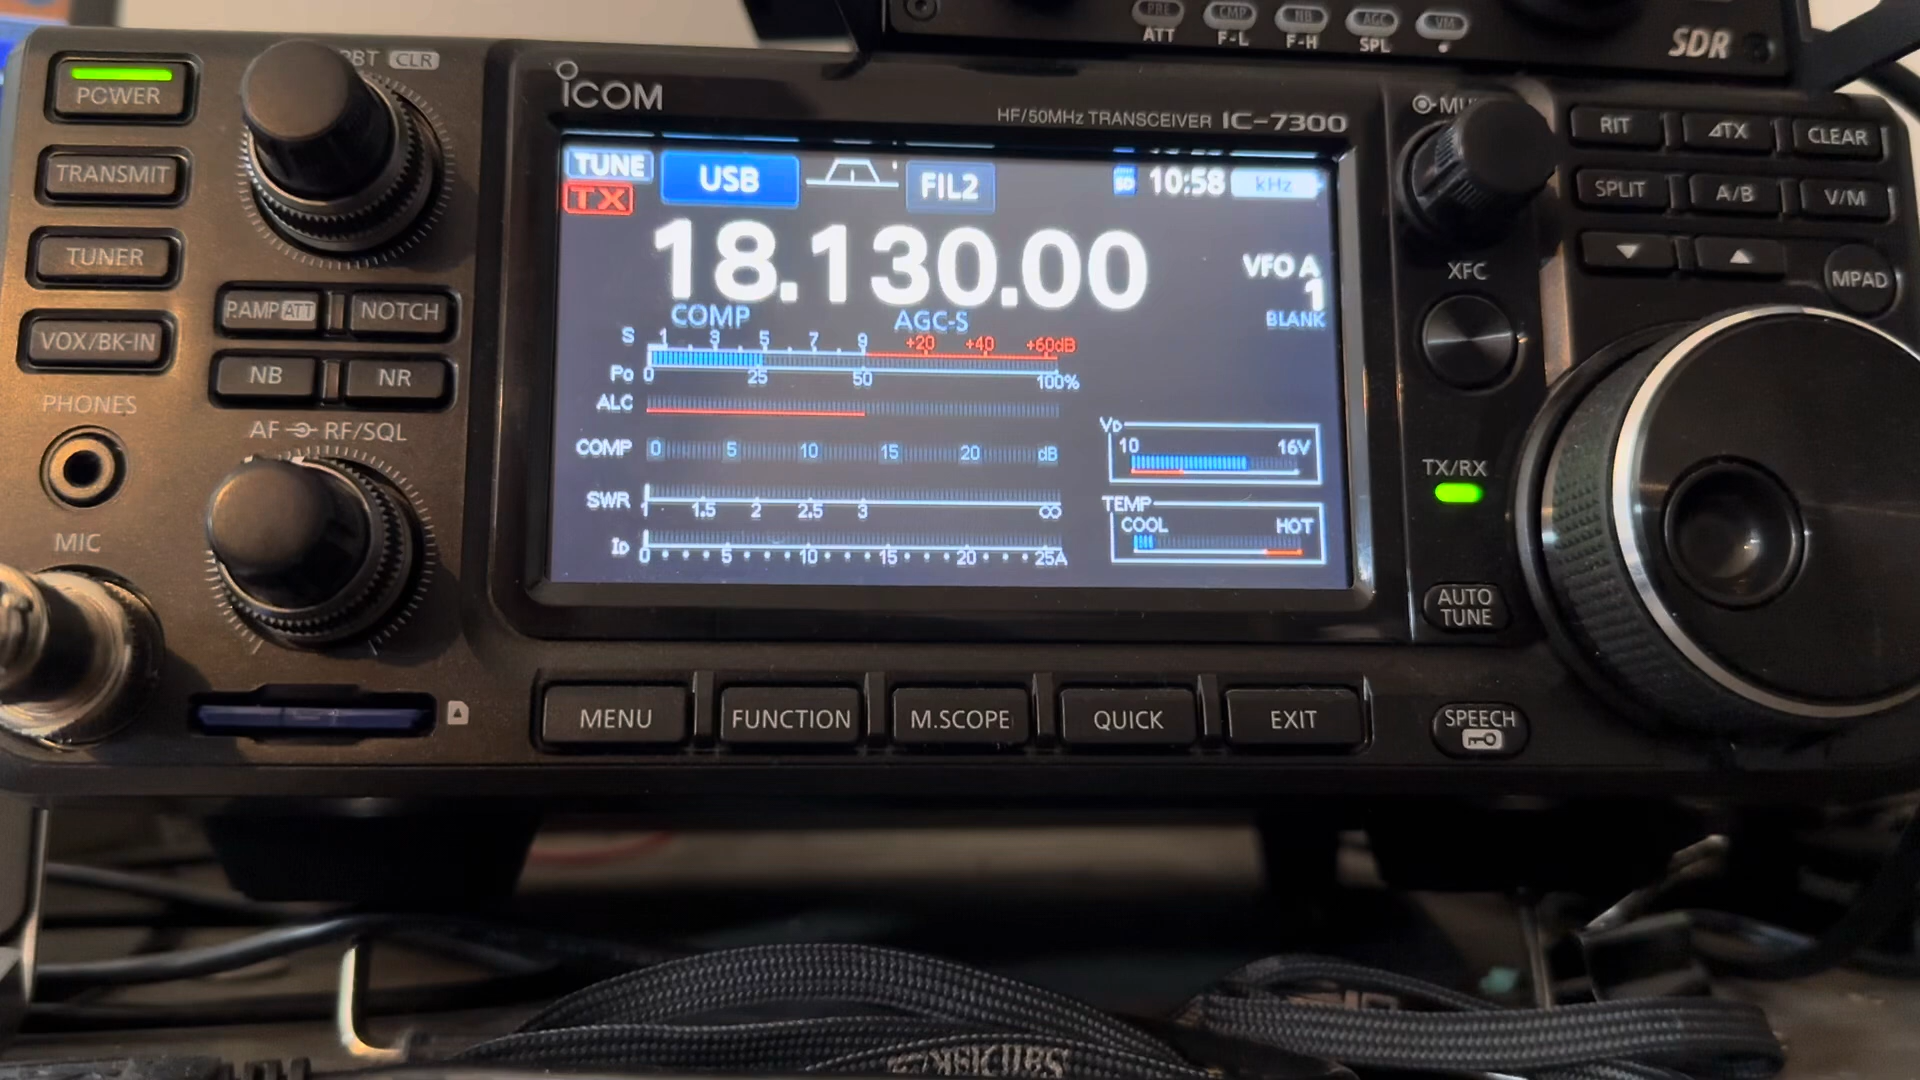 PRE CMP NB AGC VM
ATT F-L F-H SPL
SDR
PBT CLR
POWER
TRANSMIT
TUNER
VOX/BK-IN
P.AMP ATT NOTCH
NB NR
PHONES
AF RF/SQL
MIC
ICOM
HF/50MHz TRANSCEIVER IC-7300
TUNE USB FIL2 SD 10:58 kHz
TX
18.130.00
VFO A
1
BLANK
COMP AGC-S
S 1 3 5 7 9 +20 +40 +60dB
Po 0 25 50 100%
ALC
COMP 0 5 10 15 20 dB
SWR 1 1.5 2 2.5 3 ∞
ID 0 5 10 15 20 25A
VD
10 16V
TEMP
COOL HOT
MENU FUNCTION M.SCOPE QUICK EXIT
XFC
TX/RX
AUTO
TUNE
SPEECH
RIT ⊿TX CLEAR
SPLIT A/B V/M
▼ ▲ MPAD
SanDisk